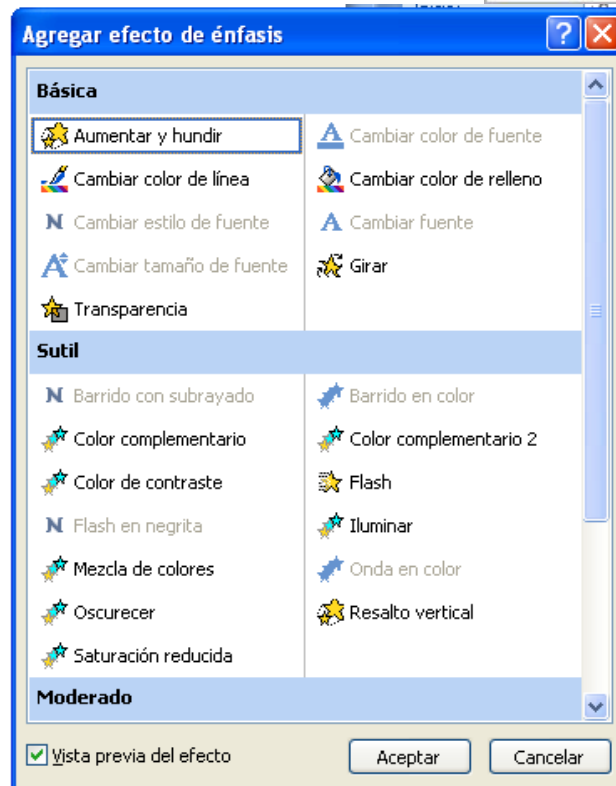 Agregar efecto de énfasis
Básica
Aumentar y hundir
Cambiar color de fuente
Cambiar color de línea
Cambiar color de relleno
Cambiar estilo de fuente
Cambiar fuente
Cambiar tamaño de fuente
Girar
Transparencia
Sutil
Barrido con subrayado
Barrido en color
Color complementario
Color complementario 2
Color de contraste
Flash
Flash en negrita
Iluminar
Mezcla de colores
Onda en color
Oscurecer
Resalto vertical
Saturación reducida
Moderado
Vista previa del efecto
Aceptar
Cancelar